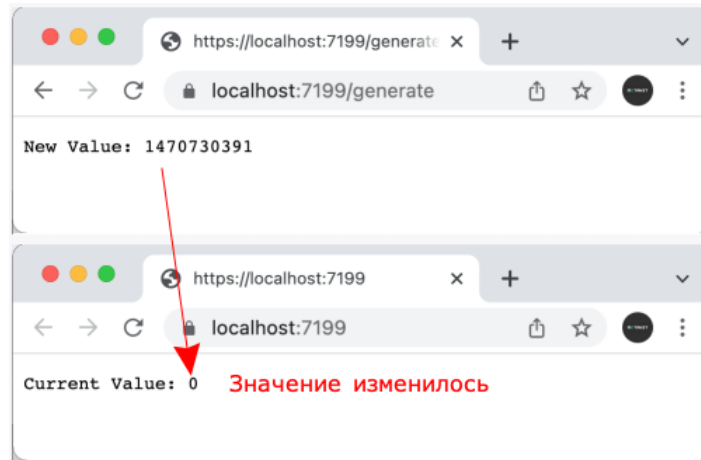 https://localhost:7199/generate
localhost:7199/generate
New Value: 1470730391
https://localhost:7199
localhost:7199
Current Value: 0 Значение изменилось